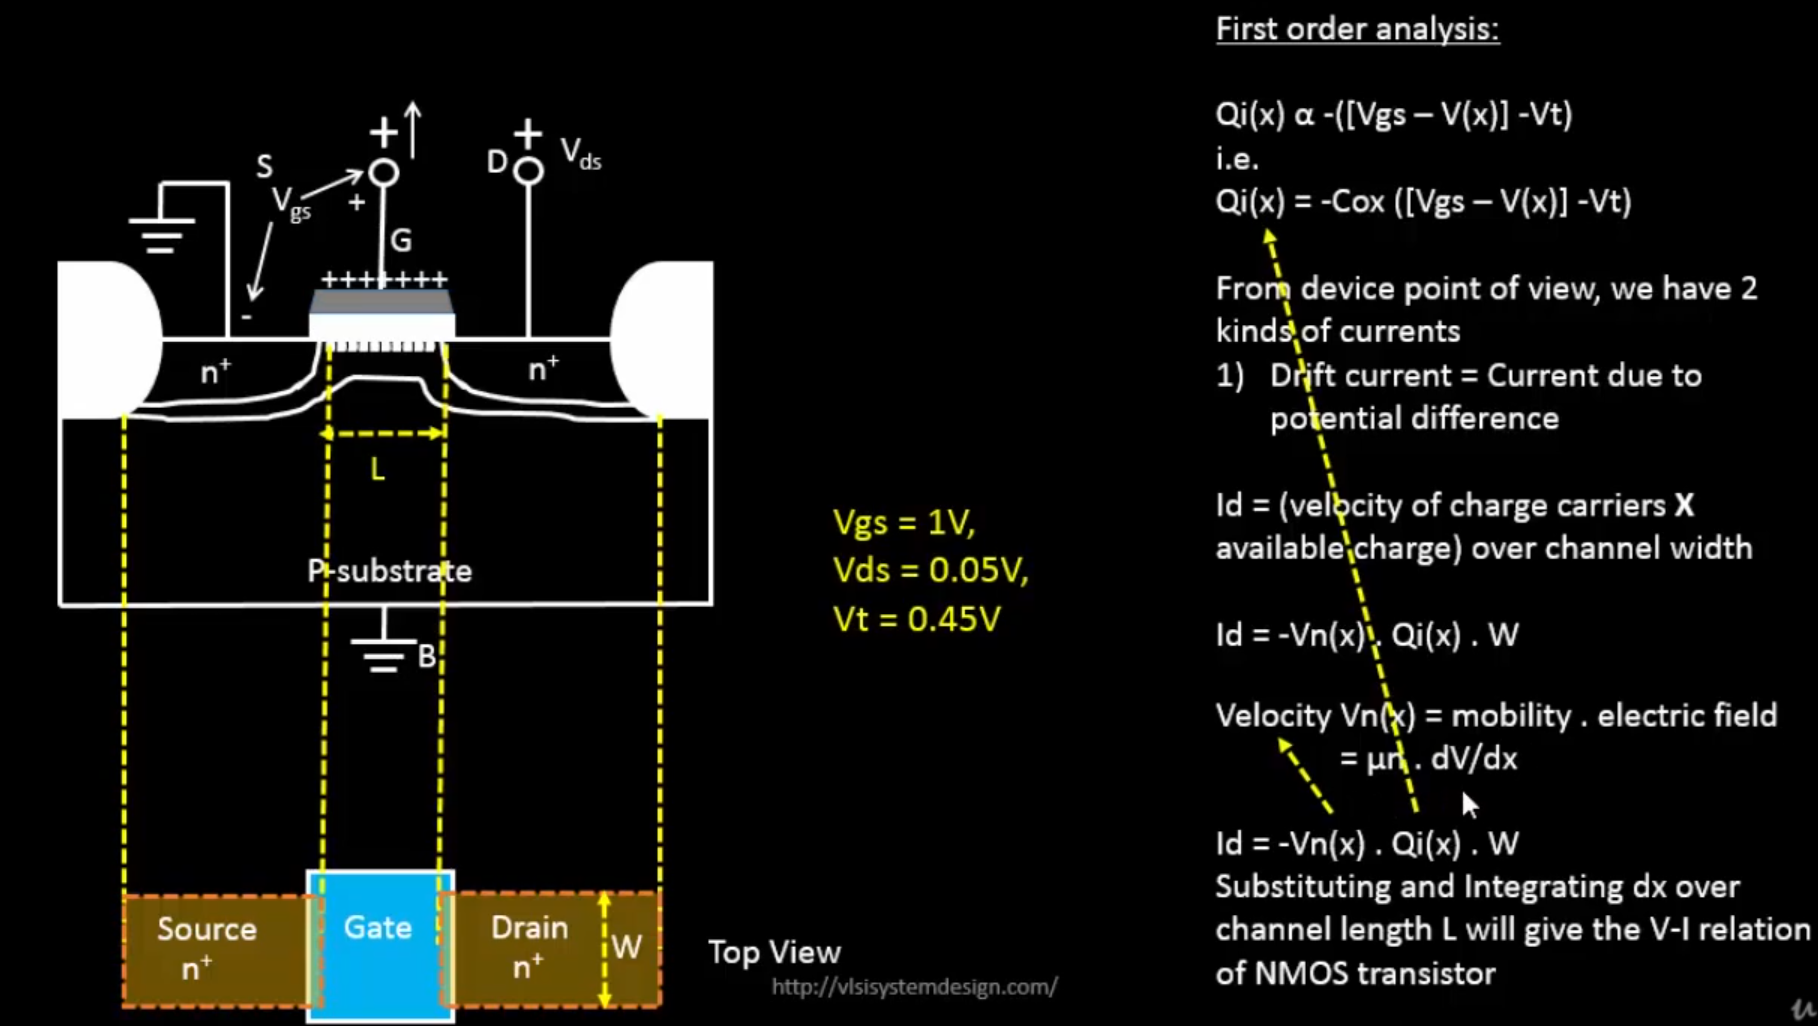 First order analysis:
Qi(x) α -([Vgs – V(x)] -Vt)
i.e.
Qi(x) = -Cox ([Vgs – V(x)] -Vt)
From device point of view, we have 2
kinds of currents
1) Drift current = Current due to
potential difference
Id = (velocity of charge carriers X
available charge) over channel width
Id = -Vn(x) . Qi(x) . W
Velocity Vn(x) = mobility . electric field
= μn . dV/dx
Id = -Vn(x) . Qi(x) . W
Substituting and Integrating dx over
channel length L will give the V-I relation
of NMOS transistor
S
Vgs
+
+
-
G
+++++++
D
+
Vds
n+
n+
L
P-substrate
B
Vgs = 1V,
Vds = 0.05V,
Vt = 0.45V
Source
n+
Gate
Drain
n+
W
Top View
http://vlsisystemdesign.com/
u